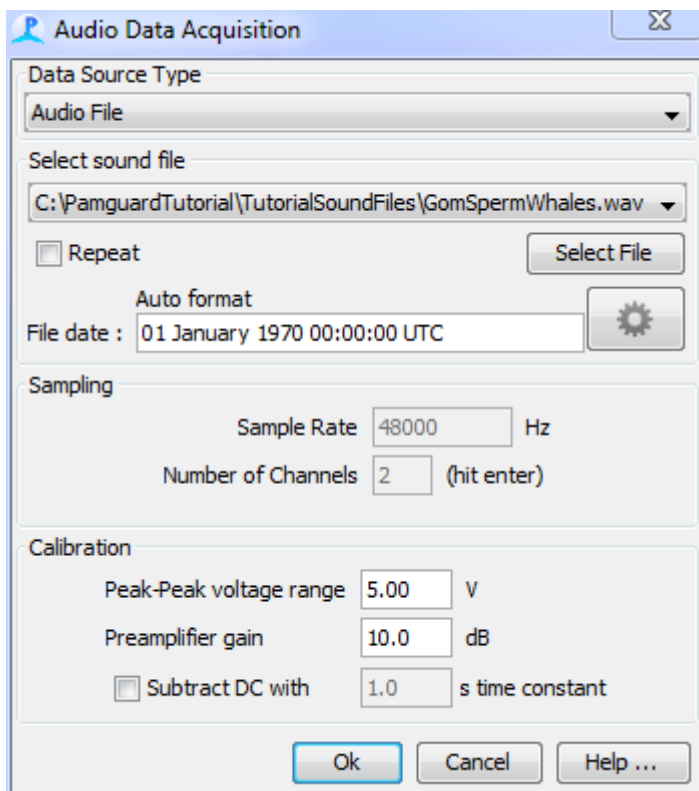 Audio Data Acquisition
Data Source Type
Audio File
Select sound file
C:\PamguardTutorial\TutorialSoundFiles\GomSpermWhales.wav
Repeat Select File
Auto format
File date : 01 January 1970 00:00:00 UTC
Sampling
Sample Rate 48000 Hz
Number of Channels 2 (hit enter)
Calibration
Peak-Peak voltage range 5.00 V
Preamplifier gain 10.0 dB
Subtract DC with 1.0 s time constant
Ok Cancel Help ...